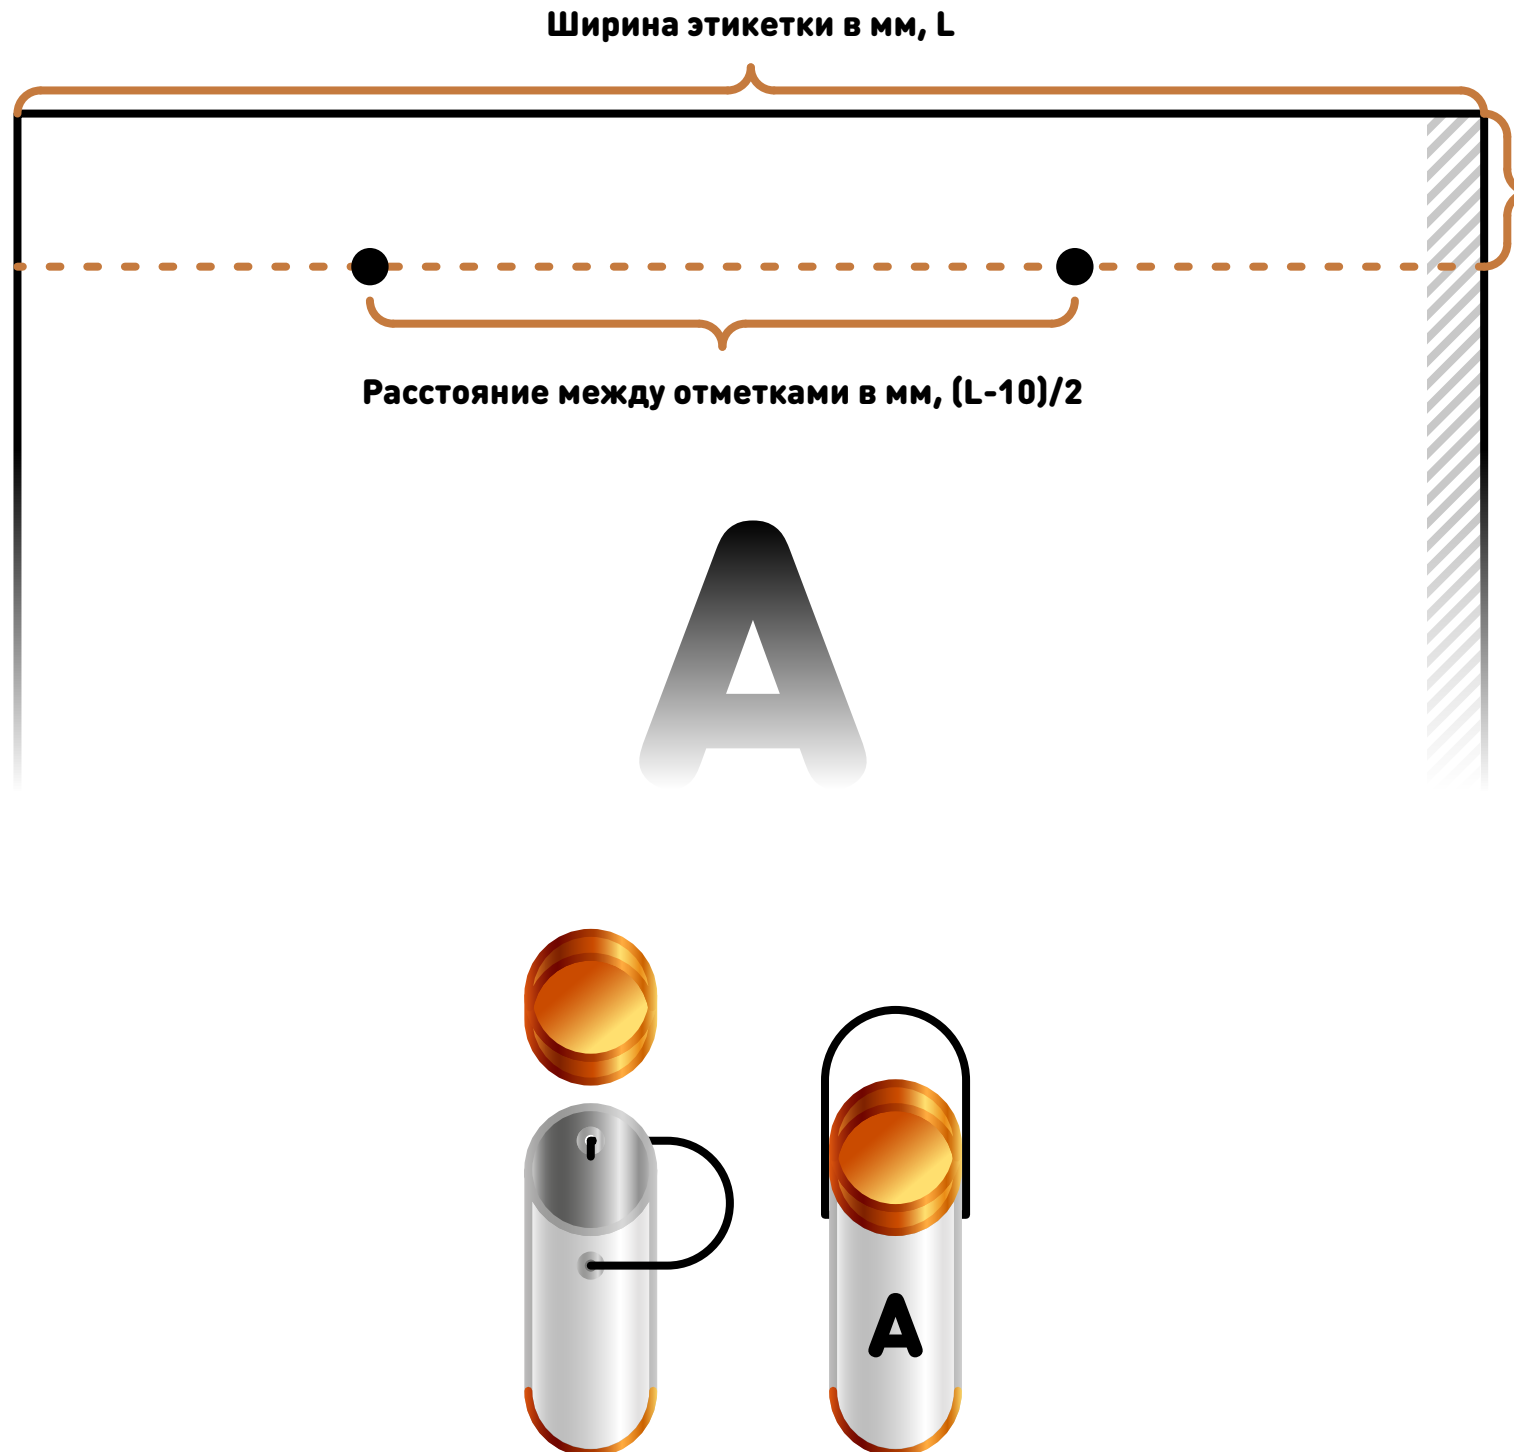 Ширина этикетки в мм, L
Расстояние между отметками в мм, (L-10)/2
А
А